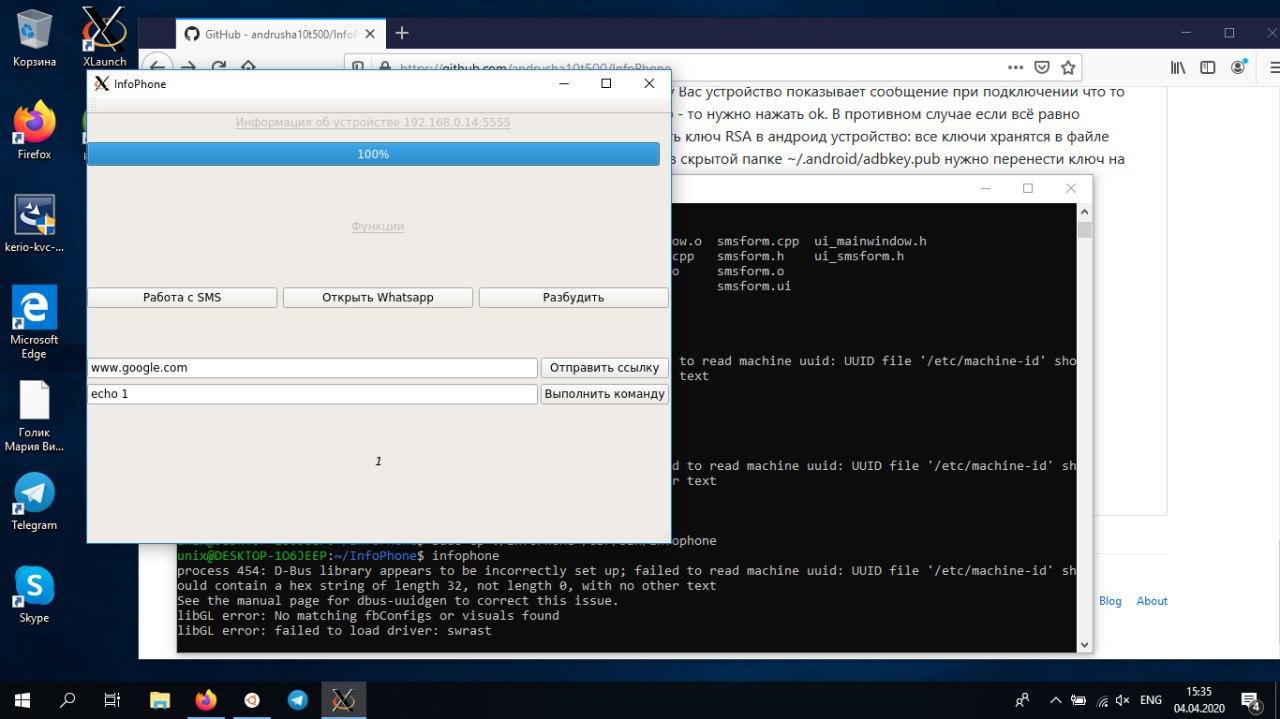 Корзина
XLaunch
Firefox
kerio-kvc-...
Microsoft
Edge
Голик
Мария Ви...
Telegram
Skype
GitHub - andrusha10t500/InfoP
https://github.com/andrusha10t500/InfoPhone
Вас устройство показывает сообщение при подключении что то
- то нужно нажать ok. В противном случае если всё равно
ключ RSA в андроид устройство: все ключи хранятся в файле
в скрытой папке ~/.android/adbkey.pub нужно перенести ключ на
Blog About
InfoPhone
Информация об устройстве 192.168.0.14:5555
100%
Функции
Работа с SMS
Открыть Whatsapp
Разбудить
www.google.com
Отправить ссылку
echo 1
Выполнить команду
1
ow.o smsform.cpp ui_mainwindow.h
cpp smsform.h ui_smsform.h
o smsform.o
smsform.ui
to read machine uuid: UUID file '/etc/machine-id' sho
text
d to read machine uuid: UUID file '/etc/machine-id' sh
r text
unix@DESKTOP-1O6JEEP:~/InfoPhone$ infophone
process 454: D-Bus library appears to be incorrectly set up; failed to read machine uuid: UUID file '/etc/machine-id' sh
ould contain a hex string of length 32, not length 0, with no other text
See the manual page for dbus-uuidgen to correct this issue.
libGL error: No matching fbConfigs or visuals found
libGL error: failed to load driver: swrast
ENG
15:35
04.04.2020
4